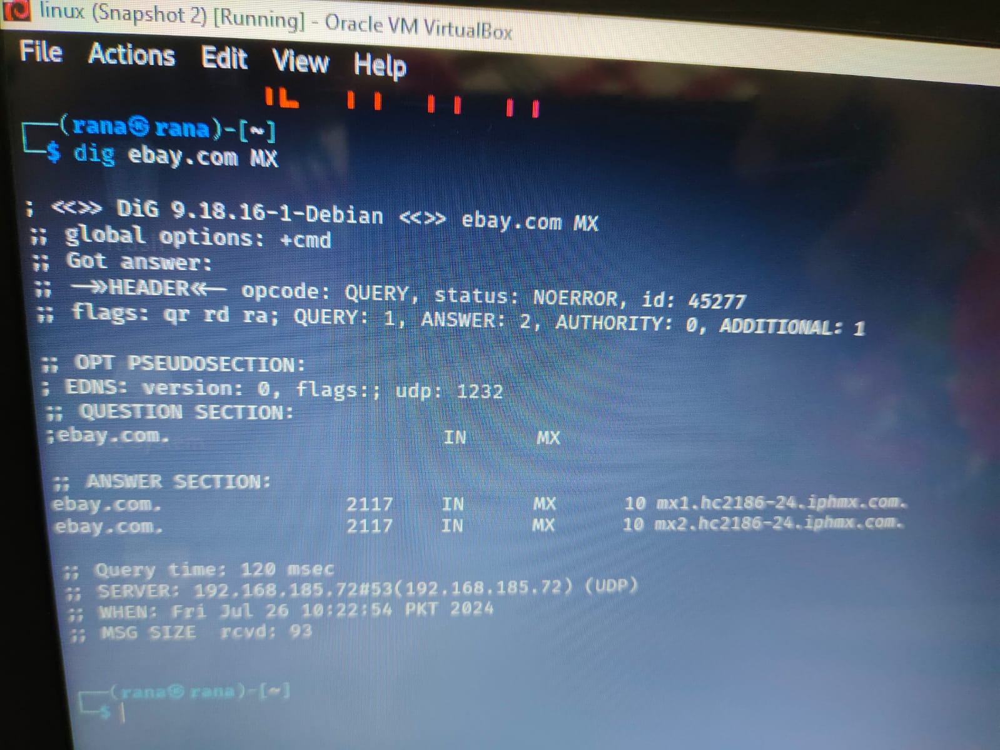 linux (Snapshot 2) [Running] - Oracle VM VirtualBox
File Actions Edit View Help
┌──(rana㉿rana)-[~]
└─$ dig ebay.com MX
; <<>> DiG 9.18.16-1-Debian <<>> ebay.com MX
;; global options: +cmd
;; Got answer:
;; ->>HEADER<<- opcode: QUERY, status: NOERROR, id: 45277
;; flags: qr rd ra; QUERY: 1, ANSWER: 2, AUTHORITY: 0, ADDITIONAL: 1
;; OPT PSEUDOSECTION:
; EDNS: version: 0, flags:; udp: 1232
;; QUESTION SECTION:
;ebay.com. IN MX
;; ANSWER SECTION:
ebay.com. 2117 IN MX 10 mx1.hc2186-24.iphmx.com.
ebay.com. 2117 IN MX 10 mx2.hc2186-24.iphmx.com.
;; Query time: 120 msec
;; SERVER: 192.168.185.72#53(192.168.185.72) (UDP)
;; WHEN: Fri Jul 26 10:22:54 PKT 2024
;; MSG SIZE rcvd: 93
┌──(rana㉿rana)-[~]
└─$